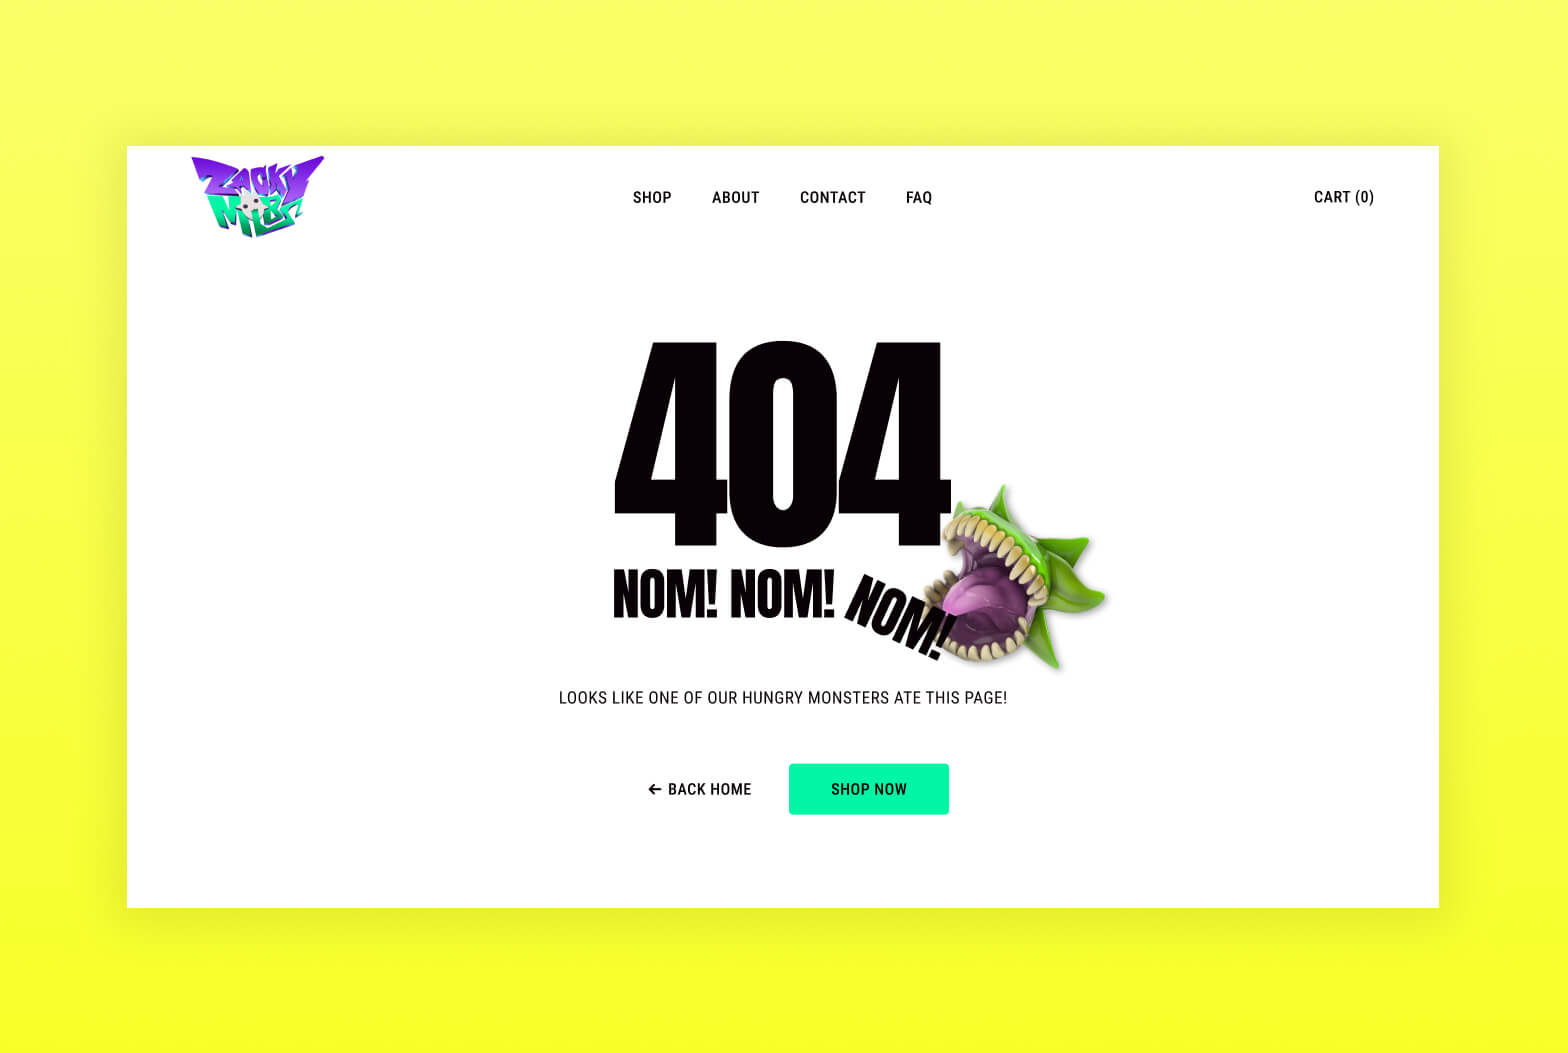 ZACKY
SHOP ABOUT CONTACT FAQ
CART (0)
404
NOM! NOM! NOM!
LOOKS LIKE ONE OF OUR HUNGRY MONSTERS ATE THIS PAGE!
← BACK HOME
SHOP NOW